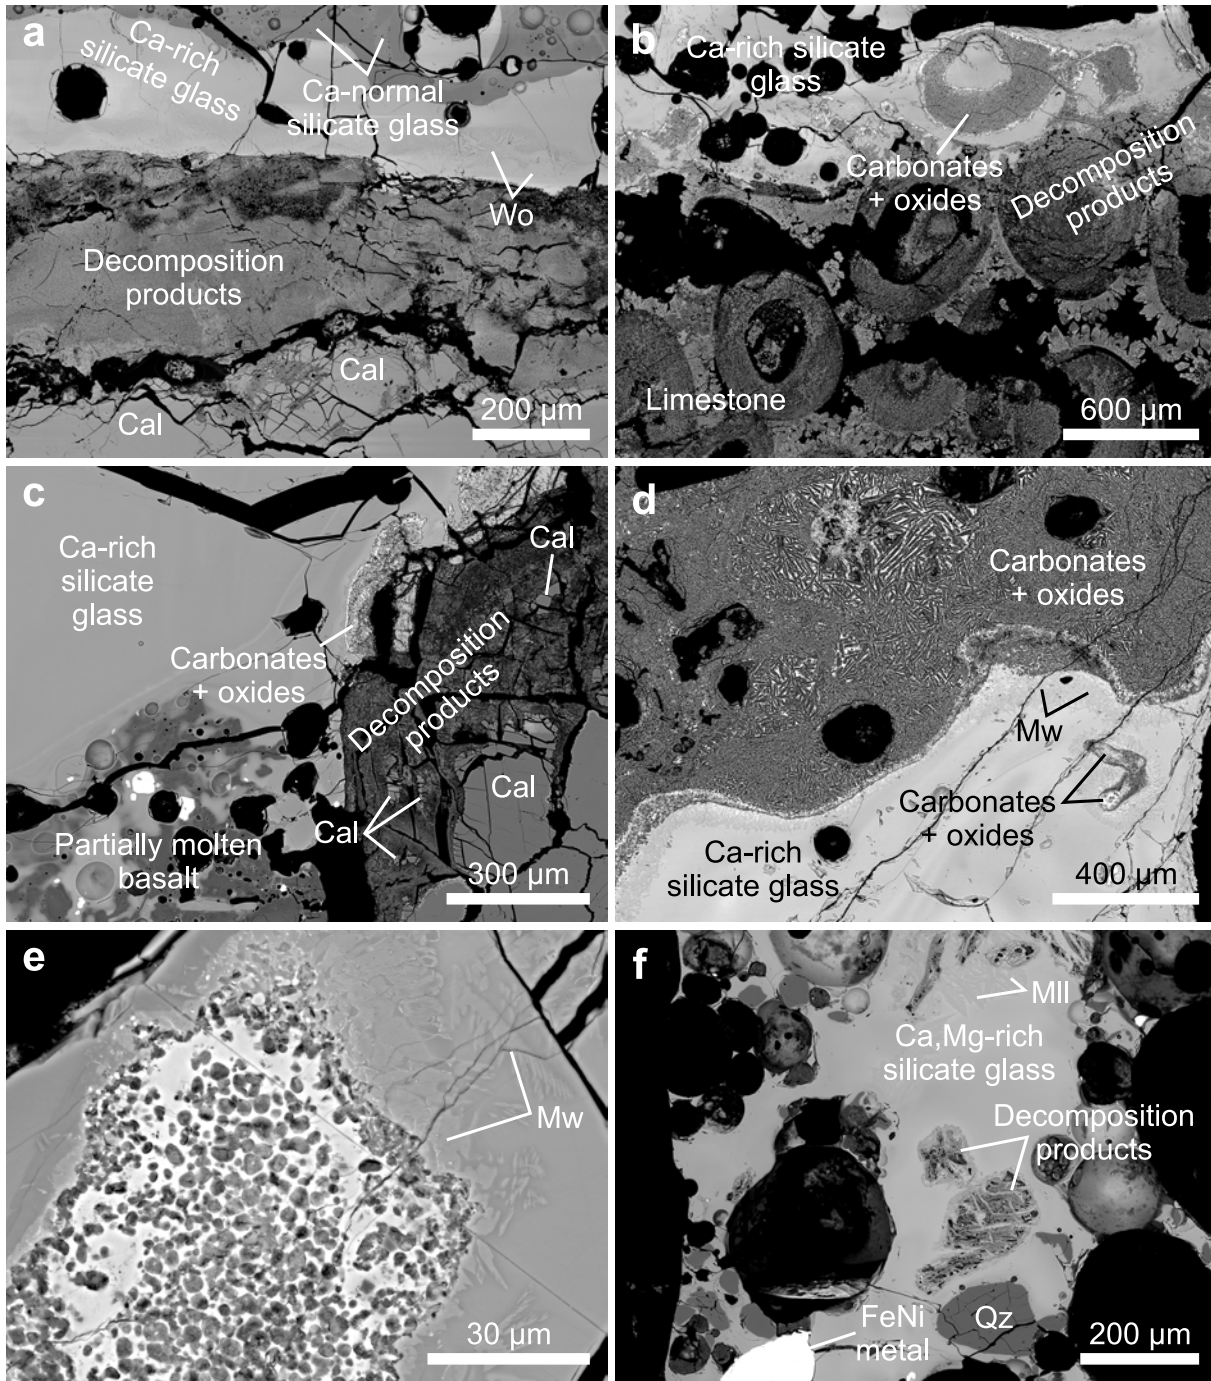 a
Ca-rich
silicate glass
Ca-normal
silicate glass
Wo
Decomposition
products
Cal
Cal
200 µm
b
Ca-rich silicate
glass
Carbonates
+ oxides
Decomposition
products
Limestone
600 µm
c
Ca-rich
silicate
glass
Cal
Carbonates
+ oxides
Decomposition
products
Cal
Cal
Partially molten
basalt
300 µm
d
Carbonates
+ oxides
Mw
Carbonates
+ oxides
Ca-rich
silicate glass
400 µm
e
Mw
30 µm
f
Mll
Ca,Mg-rich
silicate glass
Decomposition
products
FeNi
metal
Qz
200 µm